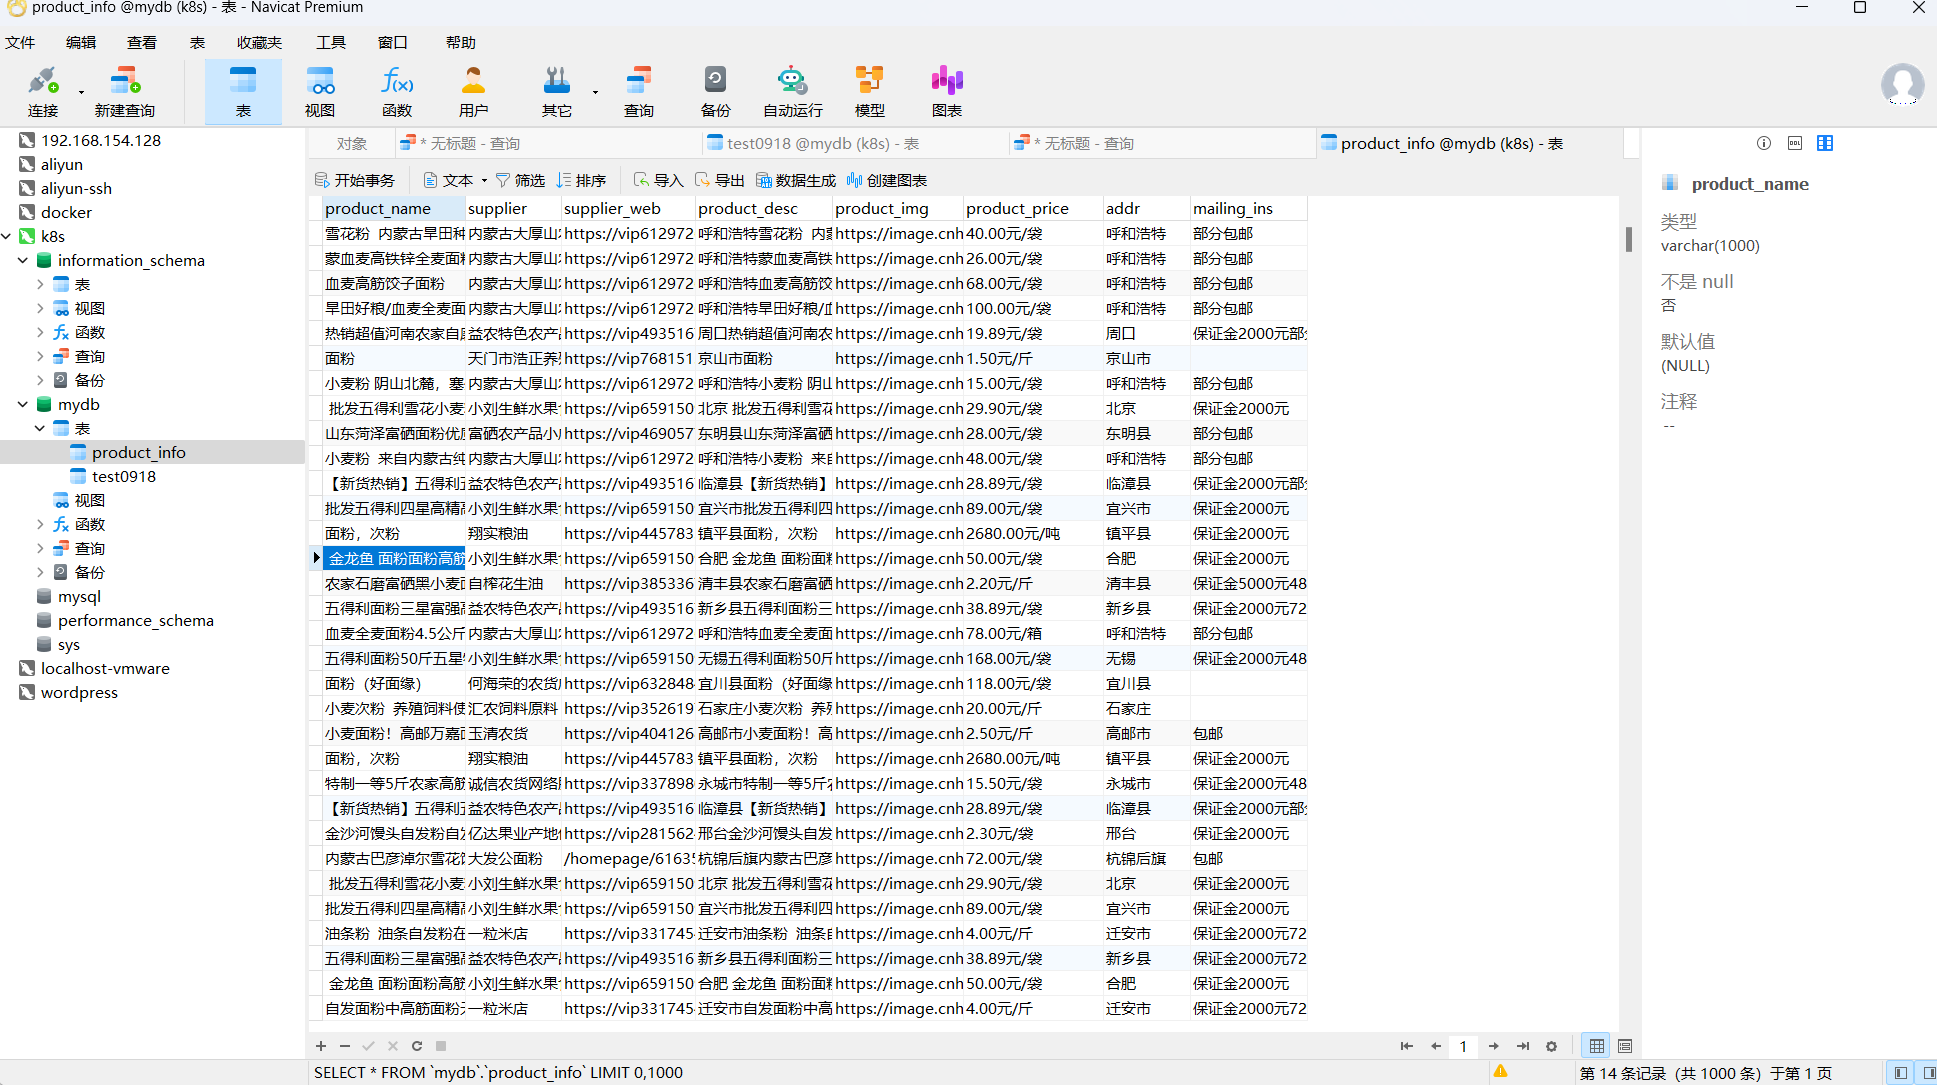 product_info @mydb (k8s) - 表 - Navicat Premium
文件 编辑 查看 表 收藏夹 工具 窗口 帮助
连接 新建查询 表 视图 函数 用户 其它 查询 备份 自动运行 模型 图表
192.168.154.128
aliyun
aliyun-ssh
docker
k8s
information_schema
表
视图
函数
查询
备份
mydb
表
product_info
test0918
视图
函数
查询
备份
mysql
performance_schema
sys
localhost-vmware
wordpress
对象 * 无标题 - 查询 test0918 @mydb (k8s) - 表 * 无标题 - 查询 product_info @mydb (k8s) - 表
开始事务 文本 筛选 排序 导入 导出 数据生成 创建图表
product_name supplier supplier_web product_desc product_img product_price addr mailing_ins
雪花粉 内蒙古旱田种 内蒙古大厚山 https://vip612972 呼和浩特雪花粉 内 https://image.cnh 40.00元/袋 呼和浩特 部分包邮
蒙血麦高铁锌全麦面 内蒙古大厚山 https://vip612972 呼和浩特蒙血麦高铁 https://image.cnh 26.00元/袋 呼和浩特 部分包邮
血麦高筋饺子面粉 内蒙古大厚山 https://vip612972 呼和浩特血麦高筋饺 https://image.cnh 68.00元/袋 呼和浩特 部分包邮
旱田好粮/血麦全麦面 内蒙古大厚山 https://vip612972 呼和浩特旱田好粮/ https://image.cnh 100.00元/袋 呼和浩特 部分包邮
热销超值河南农家自 益农特色农产 https://vip493516 周口热销超值河南农 https://image.cnh 19.89元/袋 周口 保证金2000元部
面粉 天门市浩正养 https://vip768151 京山市面粉 https://image.cnh 1.50元/斤 京山市
小麦粉 阴山北麓，塞 内蒙古大厚山 https://vip612972 呼和浩特小麦粉 阴山 https://image.cnh 15.00元/袋 呼和浩特 部分包邮
批发五得利雪花小麦 小刘生鲜水果 https://vip659150 北京 批发五得利雪花 https://image.cnh 29.90元/袋 北京 保证金2000元
山东菏泽富硒面粉优 富硒农产品小 https://vip469057 东明县山东菏泽富硒 https://image.cnh 28.00元/袋 东明县 部分包邮
小麦粉 来自内蒙古纯 内蒙古大厚山 https://vip612972 呼和浩特小麦粉 来自 https://image.cnh 48.00元/袋 呼和浩特 部分包邮
【新货热销】五得利 益农特色农产 https://vip493516 临漳县【新货热销】 https://image.cnh 28.89元/袋 临漳县 保证金2000元部
批发五得利四星高精 小刘生鲜水果 https://vip659150 宜兴市批发五得利四 https://image.cnh 89.00元/袋 宜兴市 保证金2000元
面粉，次粉 翔实粮油 https://vip445783 镇平县面粉，次粉 https://image.cnh 2680.00元/吨 镇平县 保证金2000元
金龙鱼 面粉面粉高筋 小刘生鲜水果 https://vip659150 合肥 金龙鱼 面粉面粉 https://image.cnh 50.00元/袋 合肥 保证金2000元
农家石磨富硒黑小麦 自榨花生油 https://vip385336 清丰县农家石磨富硒 https://image.cnh 2.20元/斤 清丰县 保证金5000元48
五得利面粉三星富强 益农特色农产 https://vip493516 新乡县五得利面粉三 https://image.cnh 38.89元/袋 新乡县 保证金2000元72
血麦全麦面粉4.5公斤 内蒙古大厚山 https://vip612972 呼和浩特血麦全麦面 https://image.cnh 78.00元/箱 呼和浩特 部分包邮
五得利面粉50斤五星 小刘生鲜水果 https://vip659150 无锡五得利面粉50斤 https://image.cnh 168.00元/袋 无锡 保证金2000元48
面粉（好面缘） 何海荣的农货 https://vip632848 宜川县面粉（好面缘 https://image.cnh 118.00元/袋 宜川县
小麦次粉 养殖饲料使 汇农饲料原料 https://vip352619 石家庄小麦次粉 养殖 https://image.cnh 20.00元/斤 石家庄
小麦面粉！高邮万嘉 玉清农货 https://vip404126 高邮市小麦面粉！高 https://image.cnh 2.50元/斤 高邮市 包邮
面粉，次粉 翔实粮油 https://vip445783 镇平县面粉，次粉 https://image.cnh 2680.00元/吨 镇平县 保证金2000元
特制一等5斤农家高筋 诚信农货网络 https://vip337898 永城市特制一等5斤 https://image.cnh 15.50元/袋 永城市 保证金2000元48
【新货热销】五得利 益农特色农产 https://vip493516 临漳县【新货热销】 https://image.cnh 28.89元/袋 临漳县 保证金2000元部
金沙河馒头自发粉自 亿达果业产地 https://vip281562 邢台金沙河馒头自发 https://image.cnh 2.30元/袋 邢台 保证金2000元
内蒙古巴彦淖尔雪花 大发公面粉 /homepage/6163 杭锦后旗内蒙古巴彦 https://image.cnh 72.00元/袋 杭锦后旗 包邮
批发五得利雪花小麦 小刘生鲜水果 https://vip659150 北京 批发五得利雪花 https://image.cnh 29.90元/袋 北京 保证金2000元
批发五得利四星高精 小刘生鲜水果 https://vip659150 宜兴市批发五得利四 https://image.cnh 89.00元/袋 宜兴市 保证金2000元
油条粉 油条自发粉在 一粒米店 https://vip331745 迁安市油条粉 油条自 https://image.cnh 4.00元/斤 迁安市 保证金2000元72
五得利面粉三星富强 益农特色农产 https://vip493516 新乡县五得利面粉三 https://image.cnh 38.89元/袋 新乡县 保证金2000元72
金龙鱼 面粉面粉高筋 小刘生鲜水果 https://vip659150 合肥 金龙鱼 面粉面粉 https://image.cnh 50.00元/袋 合肥 保证金2000元
自发面粉中高筋面粉 一粒米店 https://vip331745 迁安市自发面粉中高 https://image.cnh 4.00元/斤 迁安市 保证金2000元72
1
SELECT * FROM `mydb`.`product_info` LIMIT 0,1000
第 14 条记录（共 1000 条）于第 1 页
DDL
product_name
类型
varchar(1000)
不是 null
否
默认值
(NULL)
注释
--